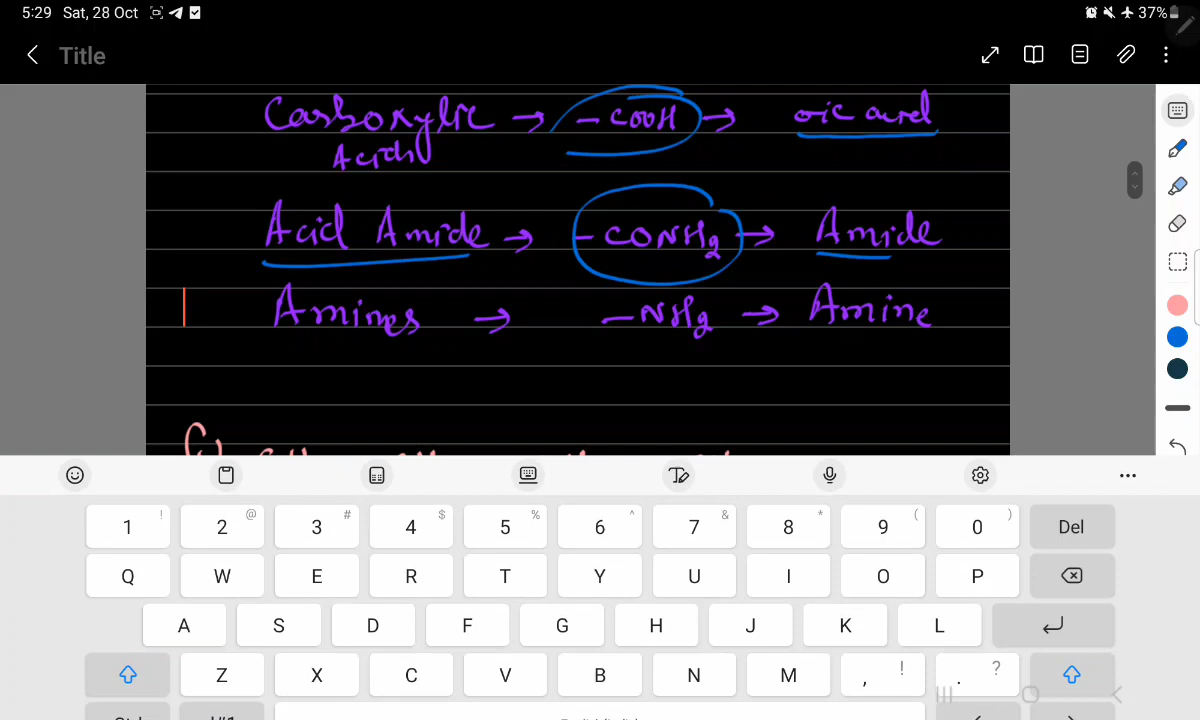 5:29 Sat, 28 Oct 37%
Title
Carboxylic → -COOH → oic acid
Acids
Acid Amide → -CONH₂ → Amide
Amines → -NH₂ → Amine
1 ! 2 @ 3 # 4 $ 5 % 6 ^ 7 & 8 * 9 ( 0 ) Del
Q W E R T Y U I O P
A S D F G H J K L
Z X C V B N M , ! . ?